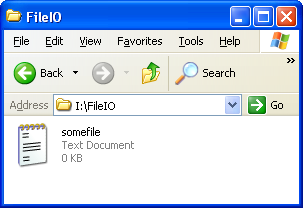 FileIO
File Edit View Favorites Tools Help
Back Search
Address I:\FileIO Go
somefile
Text Document
0 KB